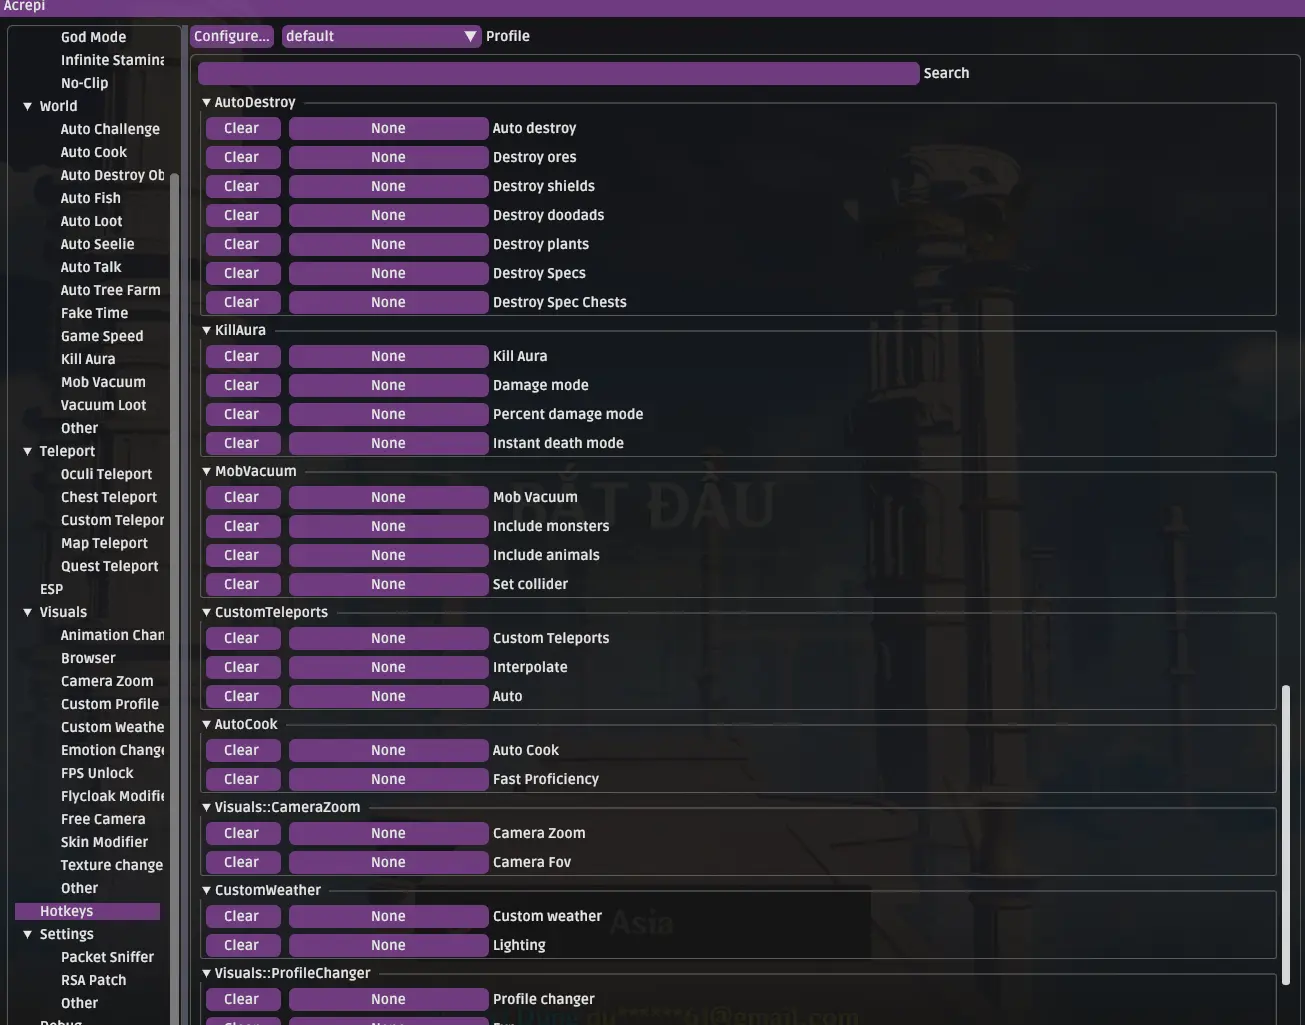 Acrepi
God Mode
Infinite Stamina
No-Clip
▼ World
Auto Challenge
Auto Cook
Auto Destroy Ob
Auto Fish
Auto Loot
Auto Seelie
Auto Talk
Auto Tree Farm
Fake Time
Game Speed
Kill Aura
Mob Vacuum
Vacuum Loot
Other
▼ Teleport
Oculi Teleport
Chest Teleport
Custom Telepor
Map Teleport
Quest Teleport
ESP
▼ Visuals
Animation Chan
Browser
Camera Zoom
Custom Profile
Custom Weathe
Emotion Change
FPS Unlock
Flycloak Modifie
Free Camera
Skin Modifier
Texture change
Other
Hotkeys
▼ Settings
Packet Sniffer
RSA Patch
Other
Debug
Configure... default ▼ Profile
Search
▼ AutoDestroy
Clear None Auto destroy
Clear None Destroy ores
Clear None Destroy shields
Clear None Destroy doodads
Clear None Destroy plants
Clear None Destroy Specs
Clear None Destroy Spec Chests
▼ KillAura
Clear None Kill Aura
Clear None Damage mode
Clear None Percent damage mode
Clear None Instant death mode
▼ MobVacuum
Clear None Mob Vacuum
Clear None Include monsters
Clear None Include animals
Clear None Set collider
BẮT ĐẦU
▼ CustomTeleports
Clear None Custom Teleports
Clear None Interpolate
Clear None Auto
▼ AutoCook
Clear None Auto Cook
Clear None Fast Proficiency
▼ Visuals::CameraZoom
Clear None Camera Zoom
Clear None Camera Fov
▼ CustomWeather
Clear None Custom weather
Clear None Lighting
Asia
▼ Visuals::ProfileChanger
Clear None Profile changer
Clear None